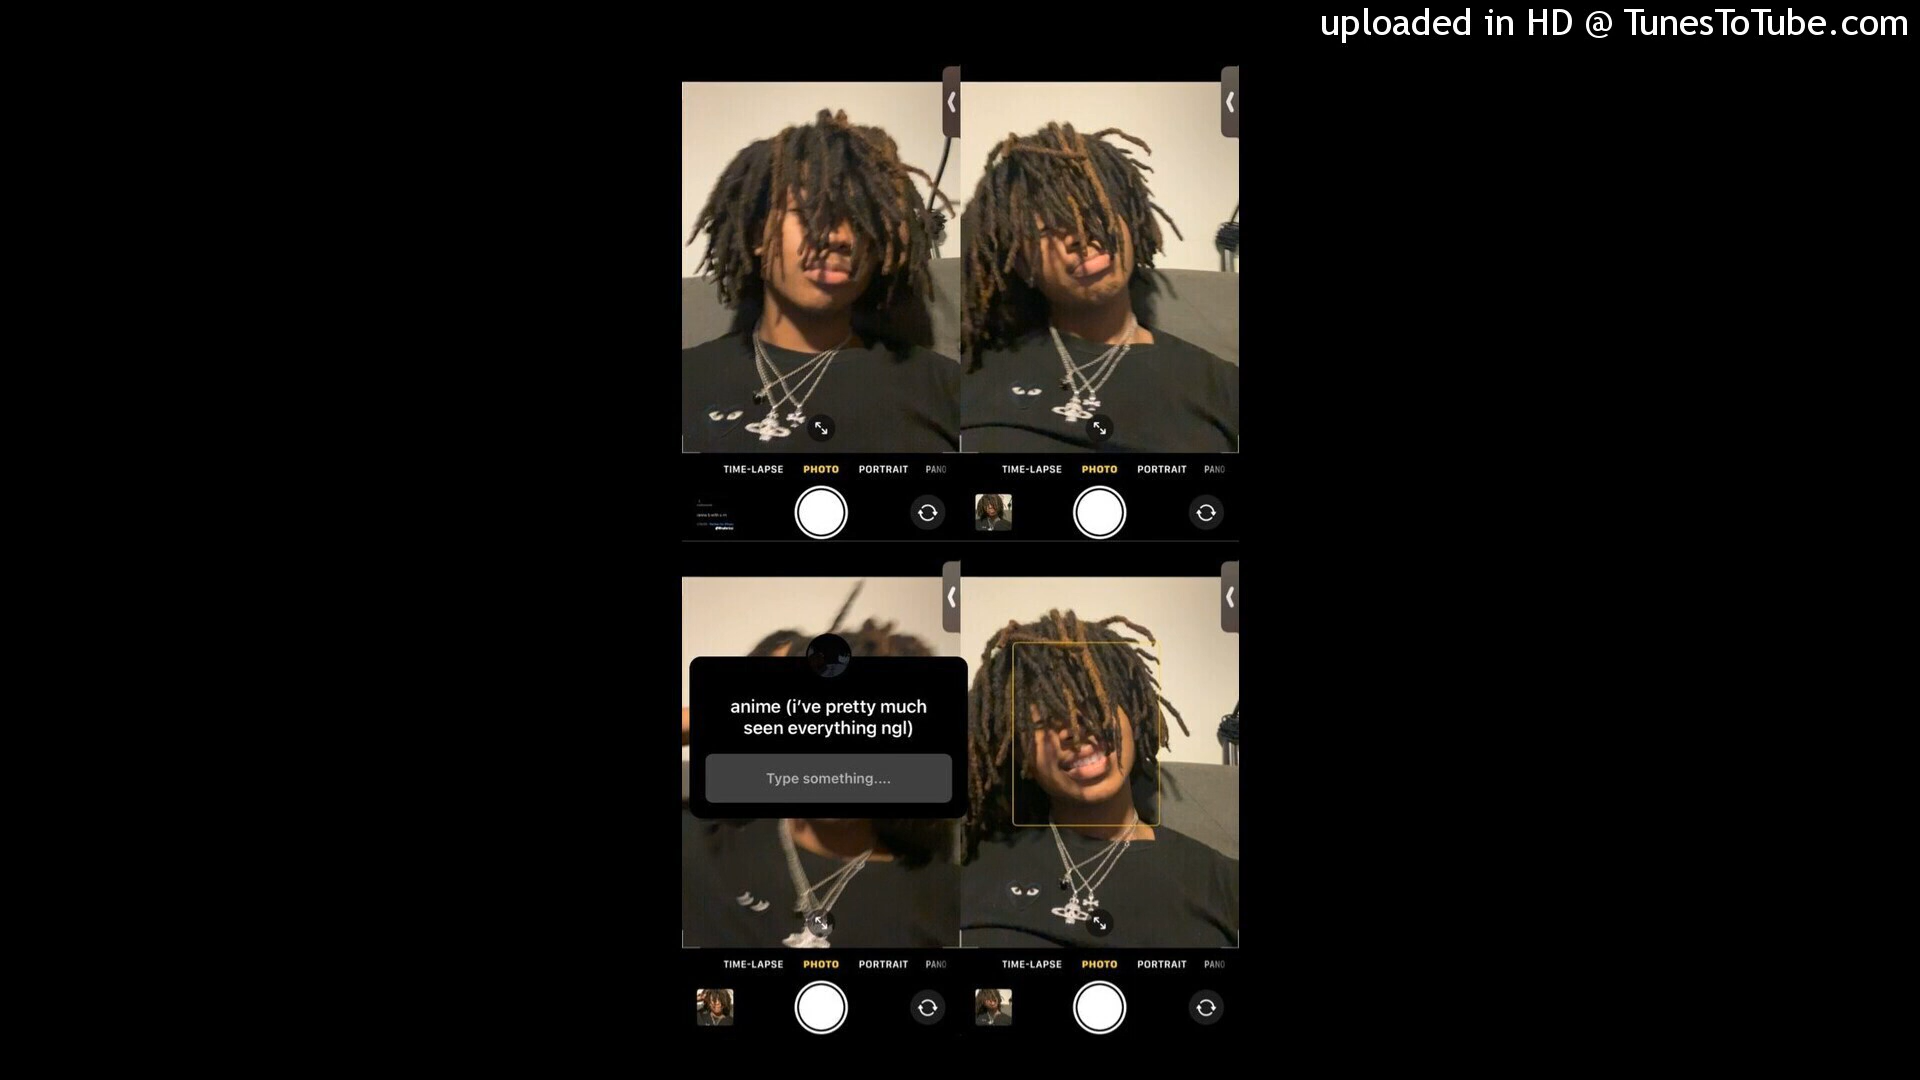 uploaded in HD @ TunesToTube.com
TIME-LAPSE PHOTO PORTRAIT PANO
TIME-LAPSE PHOTO PORTRAIT PANO
anime (i've pretty much
seen everything ngl)
Type something....
TIME-LAPSE PHOTO PORTRAIT PANO
TIME-LAPSE PHOTO PORTRAIT PANO